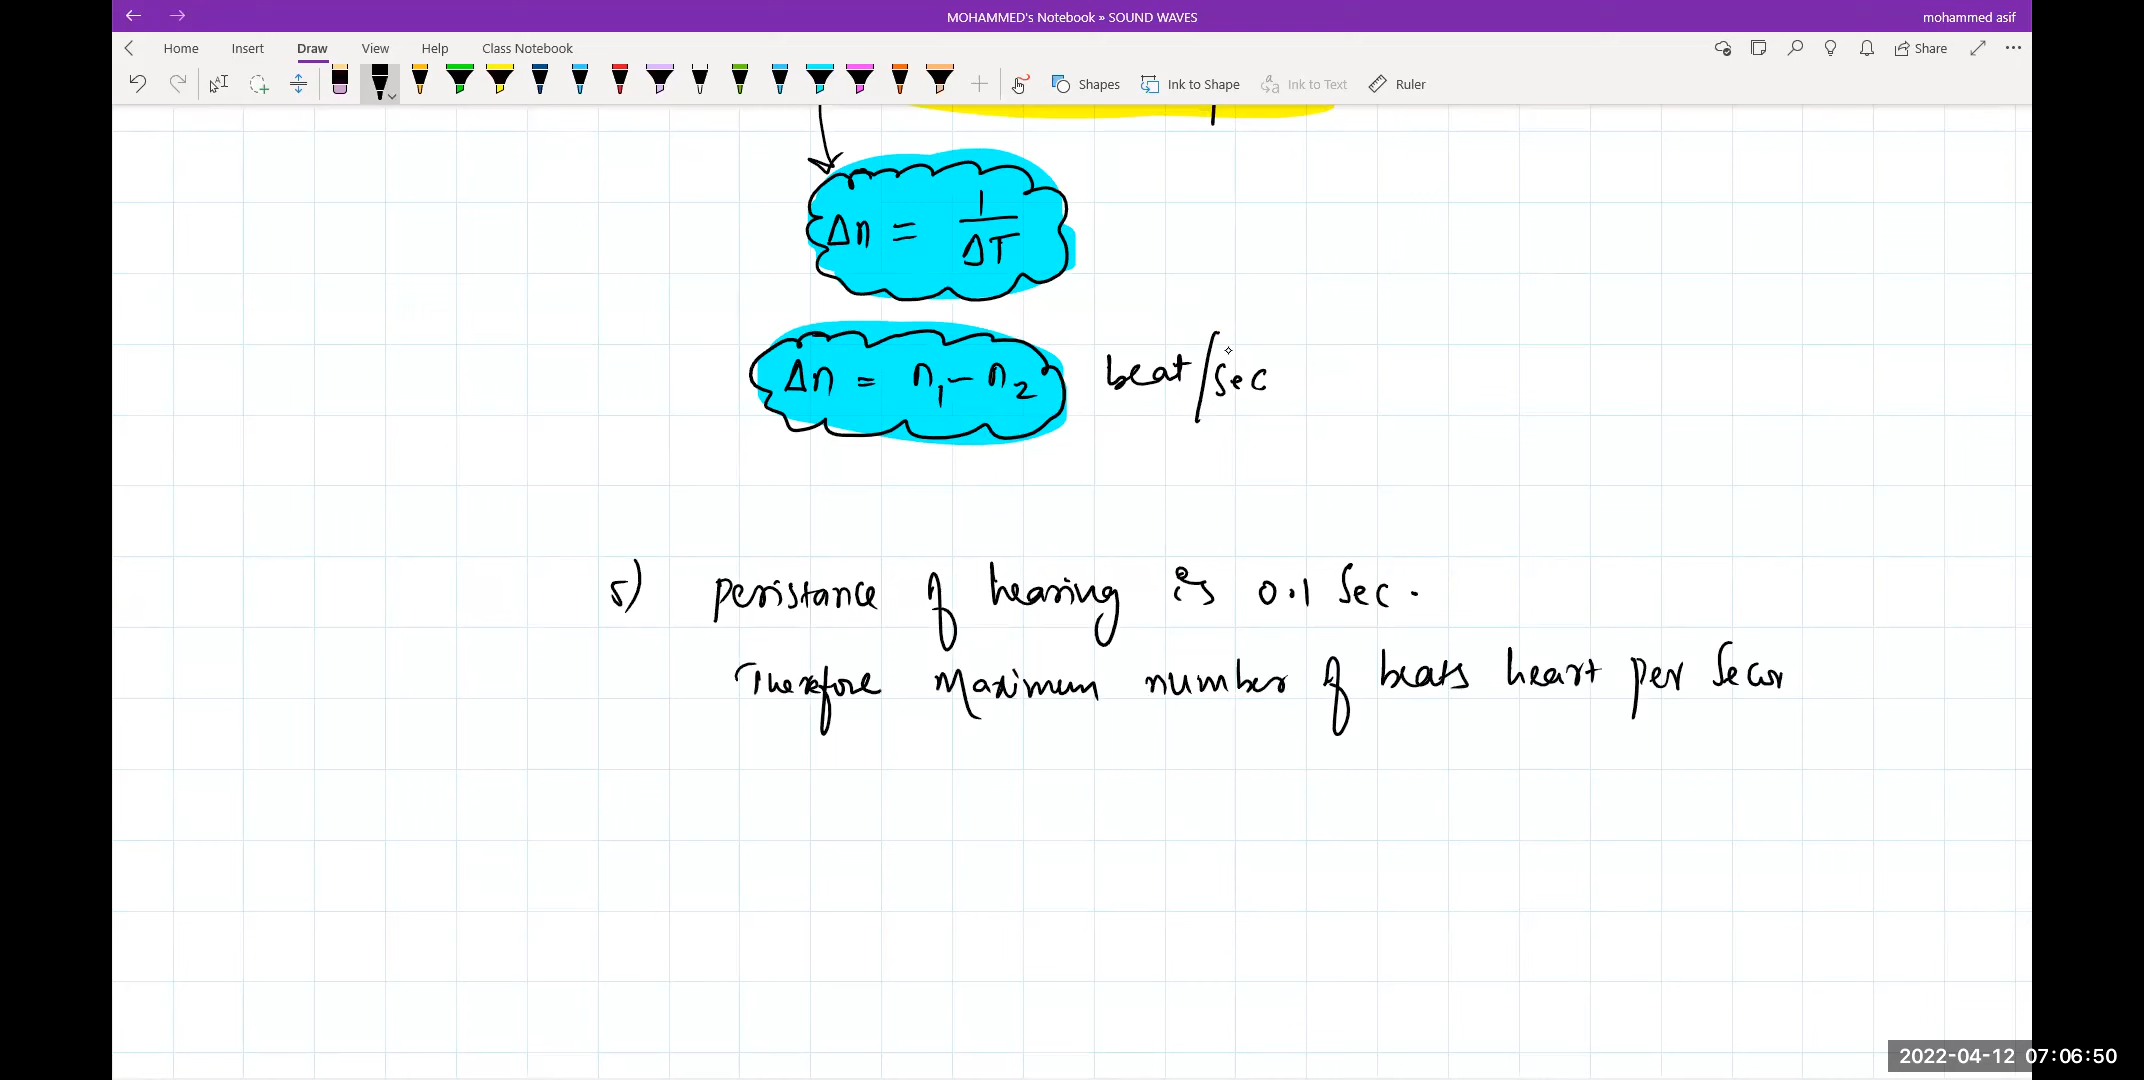 MOHAMMED's Notebook » SOUND WAVES
mohammed asif
Home Insert Draw View Help Class Notebook
Share
Shapes Ink to Shape Ink to Text Ruler
Δn = 1/ΔT
Δn = n₁ - n₂ beat/sec
5) peristance of hearing is 0.1 Sec.
Therefore Maximum number of beats heart per Secon
2022-04-12 07:06:50